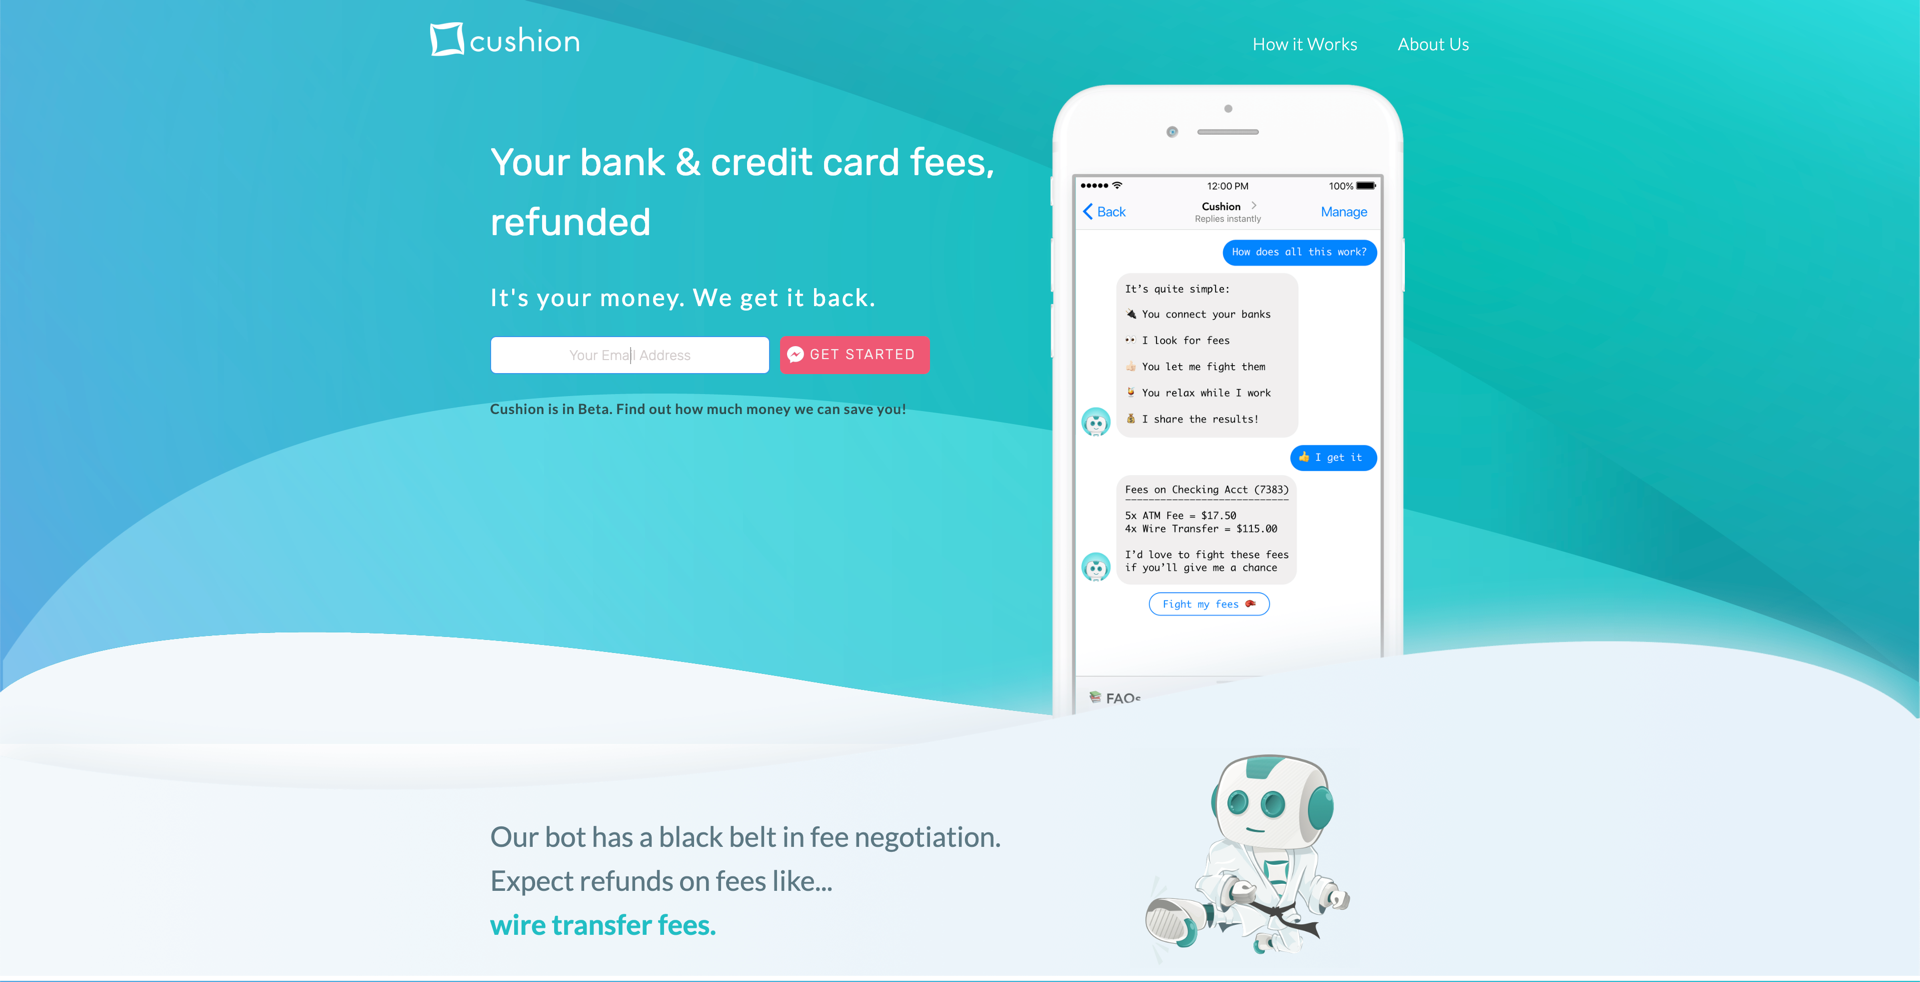 cushion
How it Works
About Us
Your bank & credit card fees,
refunded
It's your money. We get it back.
Your Email Address
GET STARTED
Cushion is in Beta. Find out how much money we can save you!
12:00 PM
100%
Back
Cushion
Replies instantly
Manage
How does all this work?
It's quite simple:
🔌 You connect your banks
👀 I look for fees
👍🏻 You let me fight them
🍹 You relax while I work
💰 I share the results!
👍 I get it
Fees on Checking Acct (7383)
---------------------------
5x ATM Fee = $17.50
4x Wire Transfer = $115.00
I'd love to fight these fees
if you'll give me a chance
Fight my fees 🥊
📚 FAQs
Our bot has a black belt in fee negotiation.
Expect refunds on fees like...
wire transfer fees.